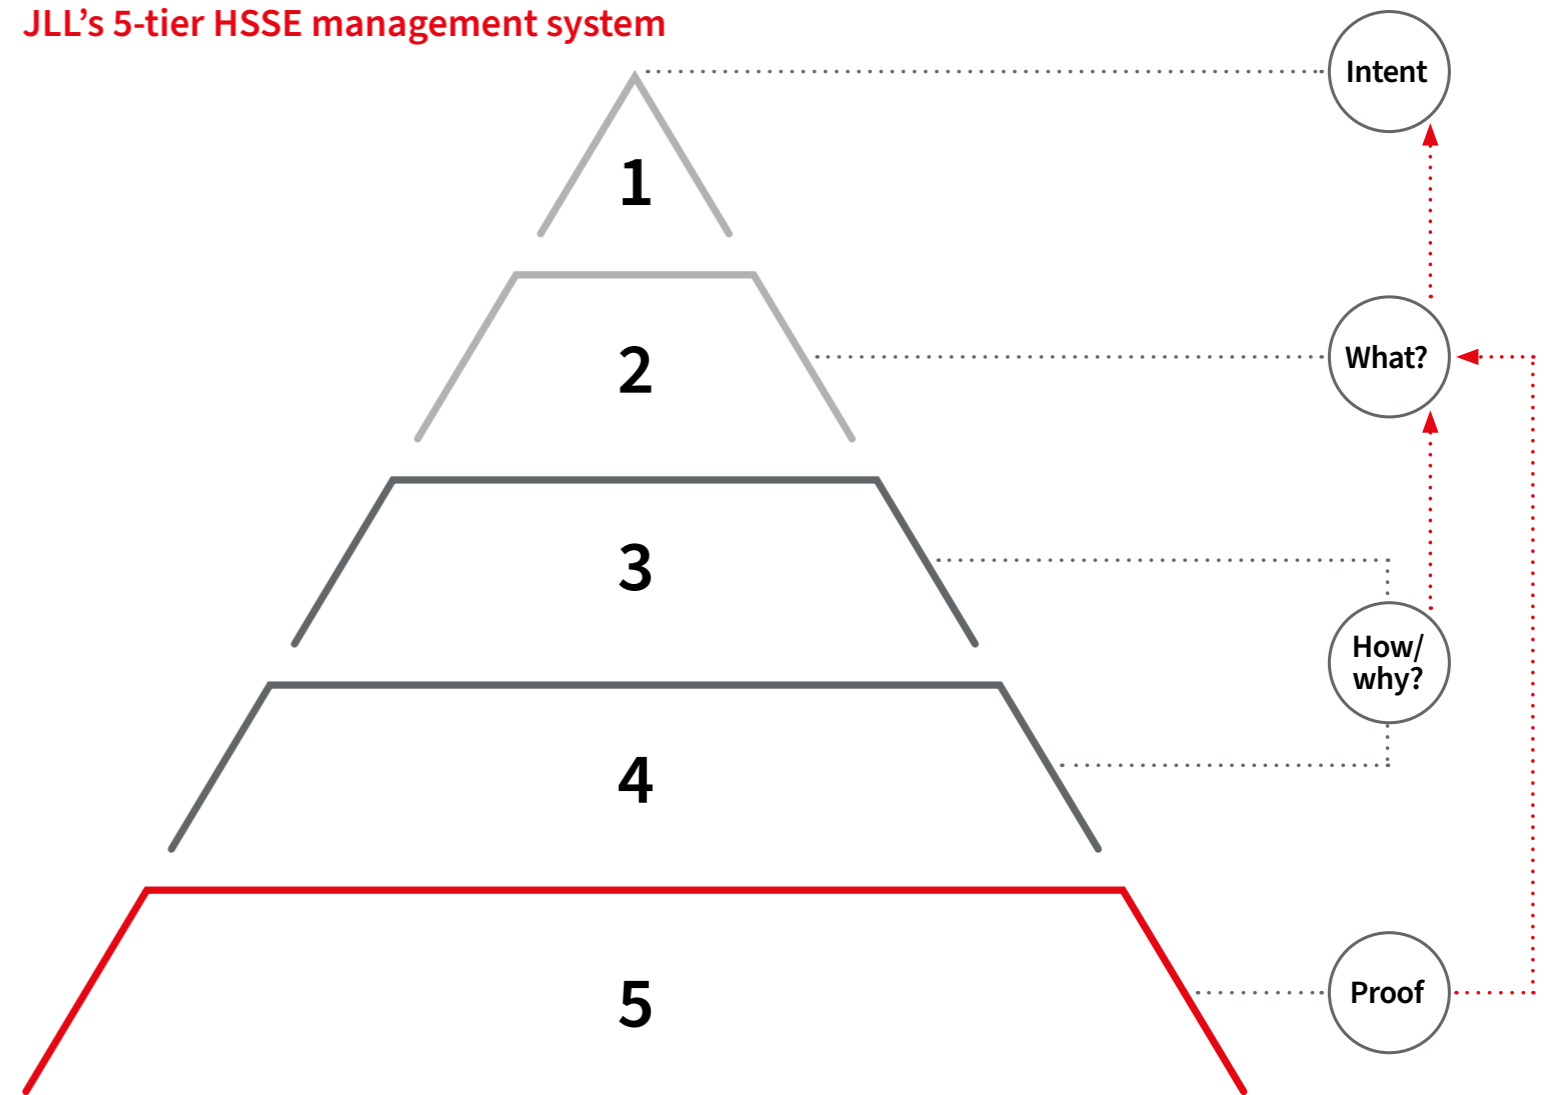 JLL’s 5-tier HSSE management system
Intent
1
2
What?
3
How/
why?
4
5
Proof